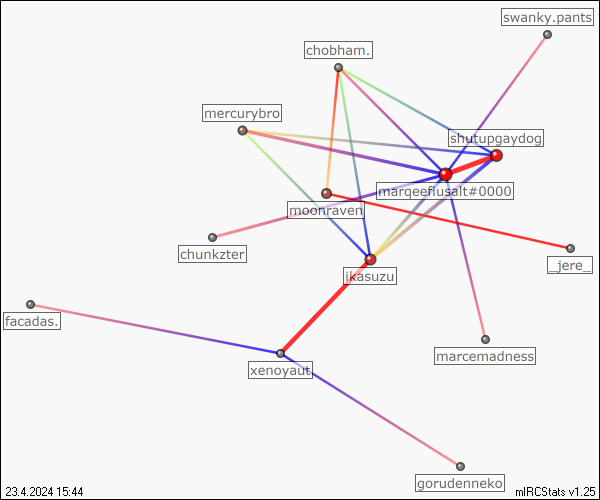 swanky.pants
chobham.
mercurybro
shutupgaydog
marqeeflusalt#0000
moonraven
chunkzter
_jere_
ikasuzu
facadas.
marcemadness
xenoyaut
gorudenneko
23.4.2024 15:44
mIRCStats v1.25